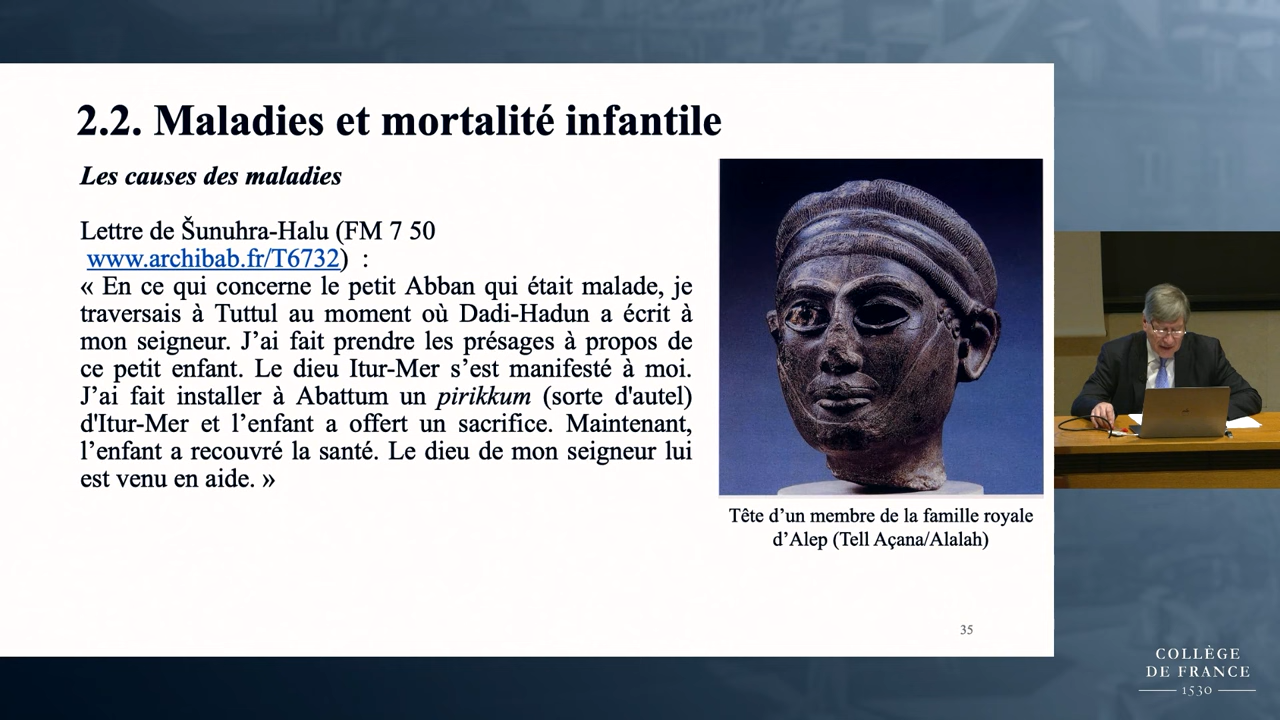 2.2. Maladies et mortalité infantile
Les causes des maladies
Lettre de Šunuhra-Halu (FM 7 50
www.archibab.fr/T6732) :
« En ce qui concerne le petit Abban qui était malade, je
traversais à Tuttul au moment où Dadi-Hadun a écrit à
mon seigneur. J’ai fait prendre les présages à propos de
ce petit enfant. Le dieu Itur-Mer s’est manifesté à moi.
J’ai fait installer à Abattum un pirikkum (sorte d'autel)
d'Itur-Mer et l’enfant a offert un sacrifice. Maintenant,
l’enfant a recouvré la santé. Le dieu de mon seigneur lui
est venu en aide. »
Tête d’un membre de la famille royale
d’Alep (Tell Açana/Alalah)
35
COLLÈGE
DE FRANCE
1530